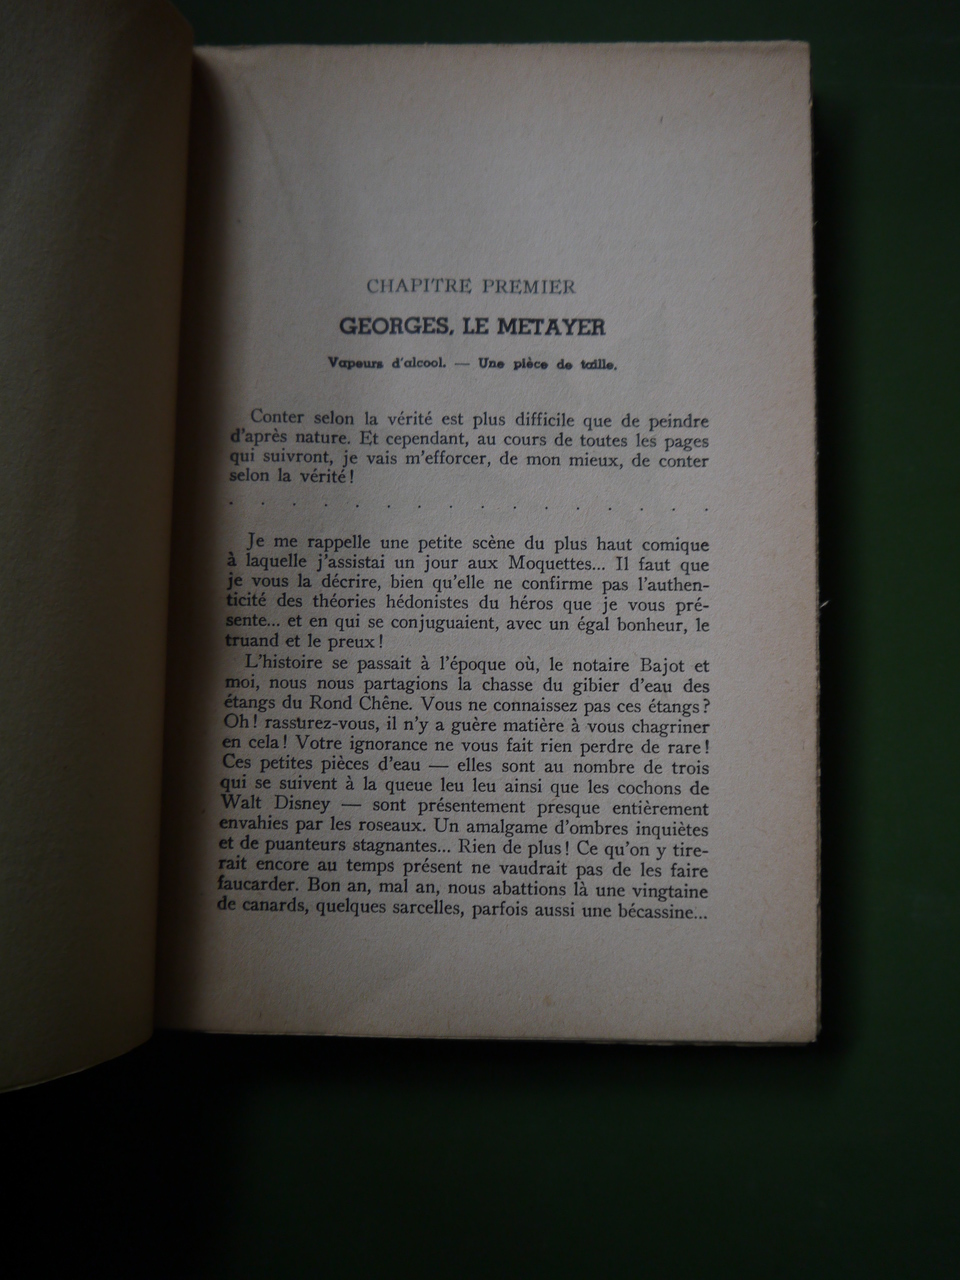 CHAPITRE PREMIER
GEORGES, LE METAYER
Vapeurs d'alcool. — Une pièce de taille.
Conter selon la vérité est plus difficile que de peindre
d'après nature. Et cependant, au cours de toutes les pages
qui suivront, je vais m'efforcer, de mon mieux, de conter
selon la vérité !
. . . . . . . . . . . . . . . .
Je me rappelle une petite scène du plus haut comique
à laquelle j'assistai un jour aux Moquettes... Il faut que
je vous la décrire, bien qu'elle ne confirme pas l'authen-
ticité des théories hédonistes du héros que je vous pré-
sente... et en qui se conjuguaient, avec un égal bonheur, le
truand et le preux !
L'histoire se passait à l'époque où, le notaire Bajot et
moi, nous nous partagions la chasse du gibier d'eau des
étangs du Rond Chêne. Vous ne connaissez pas ces étangs ?
Oh ! rassurez-vous, il n'y a guère matière à vous chagriner
en cela ! Votre ignorance ne vous fait rien perdre de rare !
Ces petites pièces d'eau — elles sont au nombre de trois
qui se suivent à la queue leu leu ainsi que les cochons de
Walt Disney — sont présentement presque entièrement
envahies par les roseaux. Un amalgame d'ombres inquiètes
et de puanteurs stagnantes... Rien de plus ! Ce qu'on y tire-
rait encore au temps présent ne vaudrait pas de les faire
faucarder. Bon an, mal an, nous abattions là une vingtaine
de canards, quelques sarcelles, parfois aussi une bécassine...